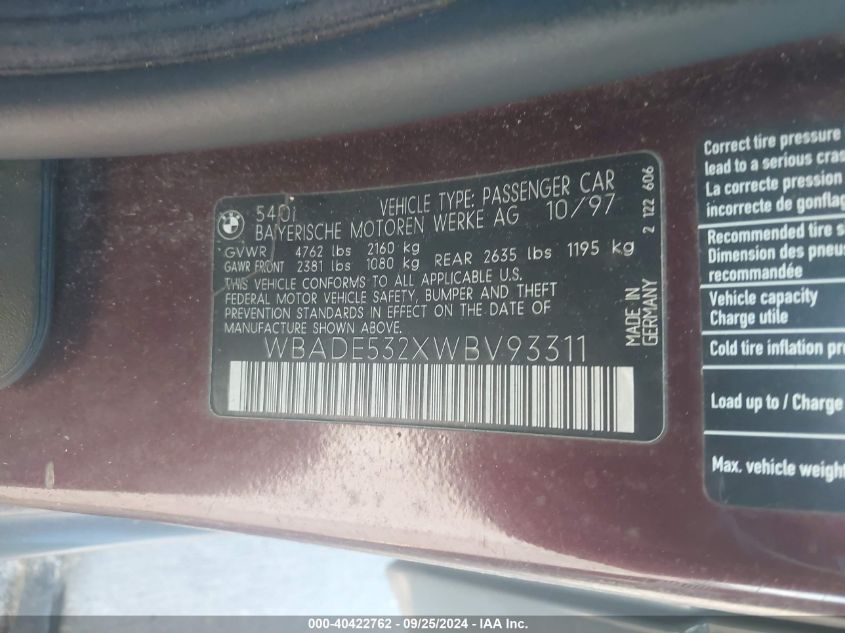 BMW
540i VEHICLE TYPE: PASSENGER CAR
BAYERISCHE MOTOREN WERKE AG 10/97
GVWR 4762 lbs 2160 kg
GAWR FRONT 2381 lbs 1080 kg REAR 2635 lbs 1195 kg
THIS VEHICLE CONFORMS TO ALL APPLICABLE U.S.
FEDERAL MOTOR VEHICLE SAFETY, BUMPER AND THEFT
PREVENTION STANDARDS IN EFFECT ON THE DATE OF
MANUFACTURE SHOWN ABOVE.
WBADE532XWBV93311
MADE IN
GERMANY
2 122 606
Correct tire pressure
lead to a serious cras
La correcte pression
incorrecte de gonflag
Recommended tire s
Dimension des pneus
recommandée
Vehicle capacity
Charge utile
Cold tire inflation pr
Load up to / Charge
Max. vehicle weight
000-40422762 - 09/25/2024 - IAA Inc.